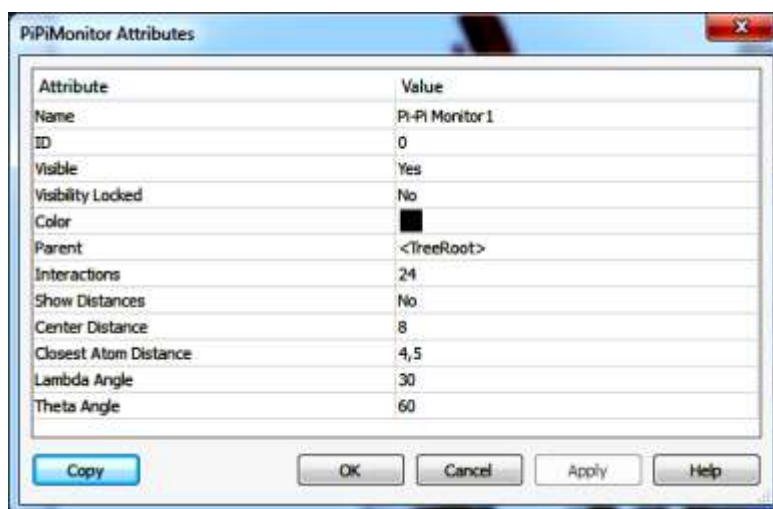 PiPiMonitor Attributes
Attribute Value
Name Pi-Pi Monitor1
ID 0
Visible Yes
Visibility Locked No
Color
Parent <TreeRoot>
Interactions 24
Show Distances No
Center Distance 8
Closest Atom Distance 4,5
Lambda Angle 30
Theta Angle 60
Copy OK Cancel Apply Help